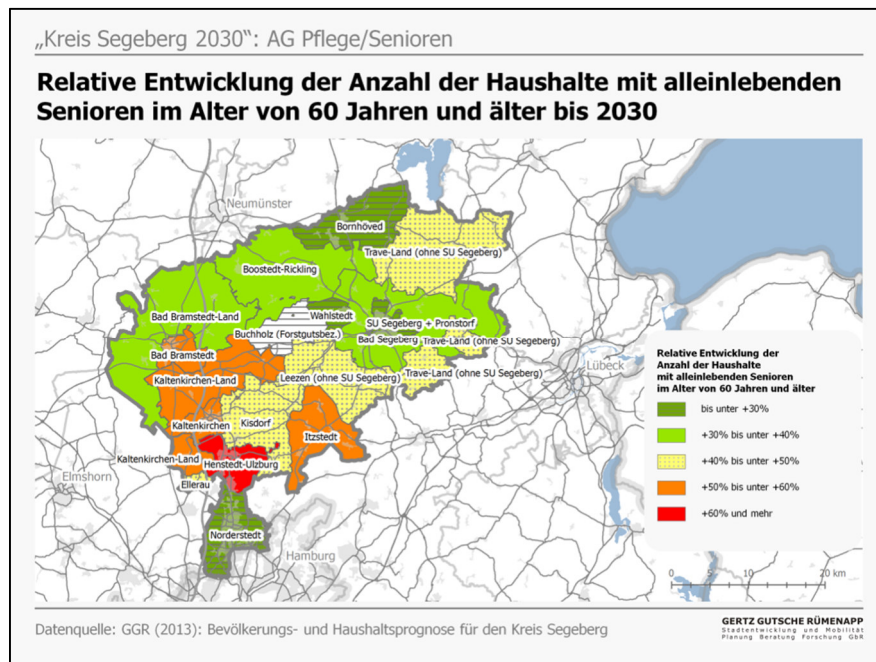 „Kreis Segeberg 2030“: AG Pflege/Senioren
Relative Entwicklung der Anzahl der Haushalte mit alleinlebenden
Senioren im Alter von 60 Jahren und älter bis 2030
Neumünster
Bornhöved
Trave-Land (ohne SU Segeberg)
Boostedt-Rickling
Bad Bramstedt-Land
Wahlstedt
SU Segeberg + Pronstorf
Buchholz (Forstgutsbez.)
Bad Segeberg
Trave-Land (ohne SU Segeberg)
Bad Bramstedt
Kaltenkirchen-Land
Leezen (ohne SU Segeberg)
Trave-Land (ohne SU Segeberg)
Lübeck
Kaltenkirchen
Kisdorf
Itzstedt
Kaltenkirchen-Land
Henstedt-Ulzburg
Elmshorn
Ellerau
Norderstedt
Hamburg
Relative Entwicklung der
Anzahl der Haushalte
mit alleinlebenden Senioren
im Alter von 60 Jahren und älter
bis unter +30%
+30% bis unter +40%
+40% bis unter +50%
+50% bis unter +60%
+60% und mehr
0 5 10 20 km
Datenquelle: GGR (2013): Bevölkerungs- und Haushaltsprognose für den Kreis Segeberg
GERTZ GUTSCHE RÜMENAPP
Stadtentwicklung und Mobilität
Planung Beratung Forschung GbR